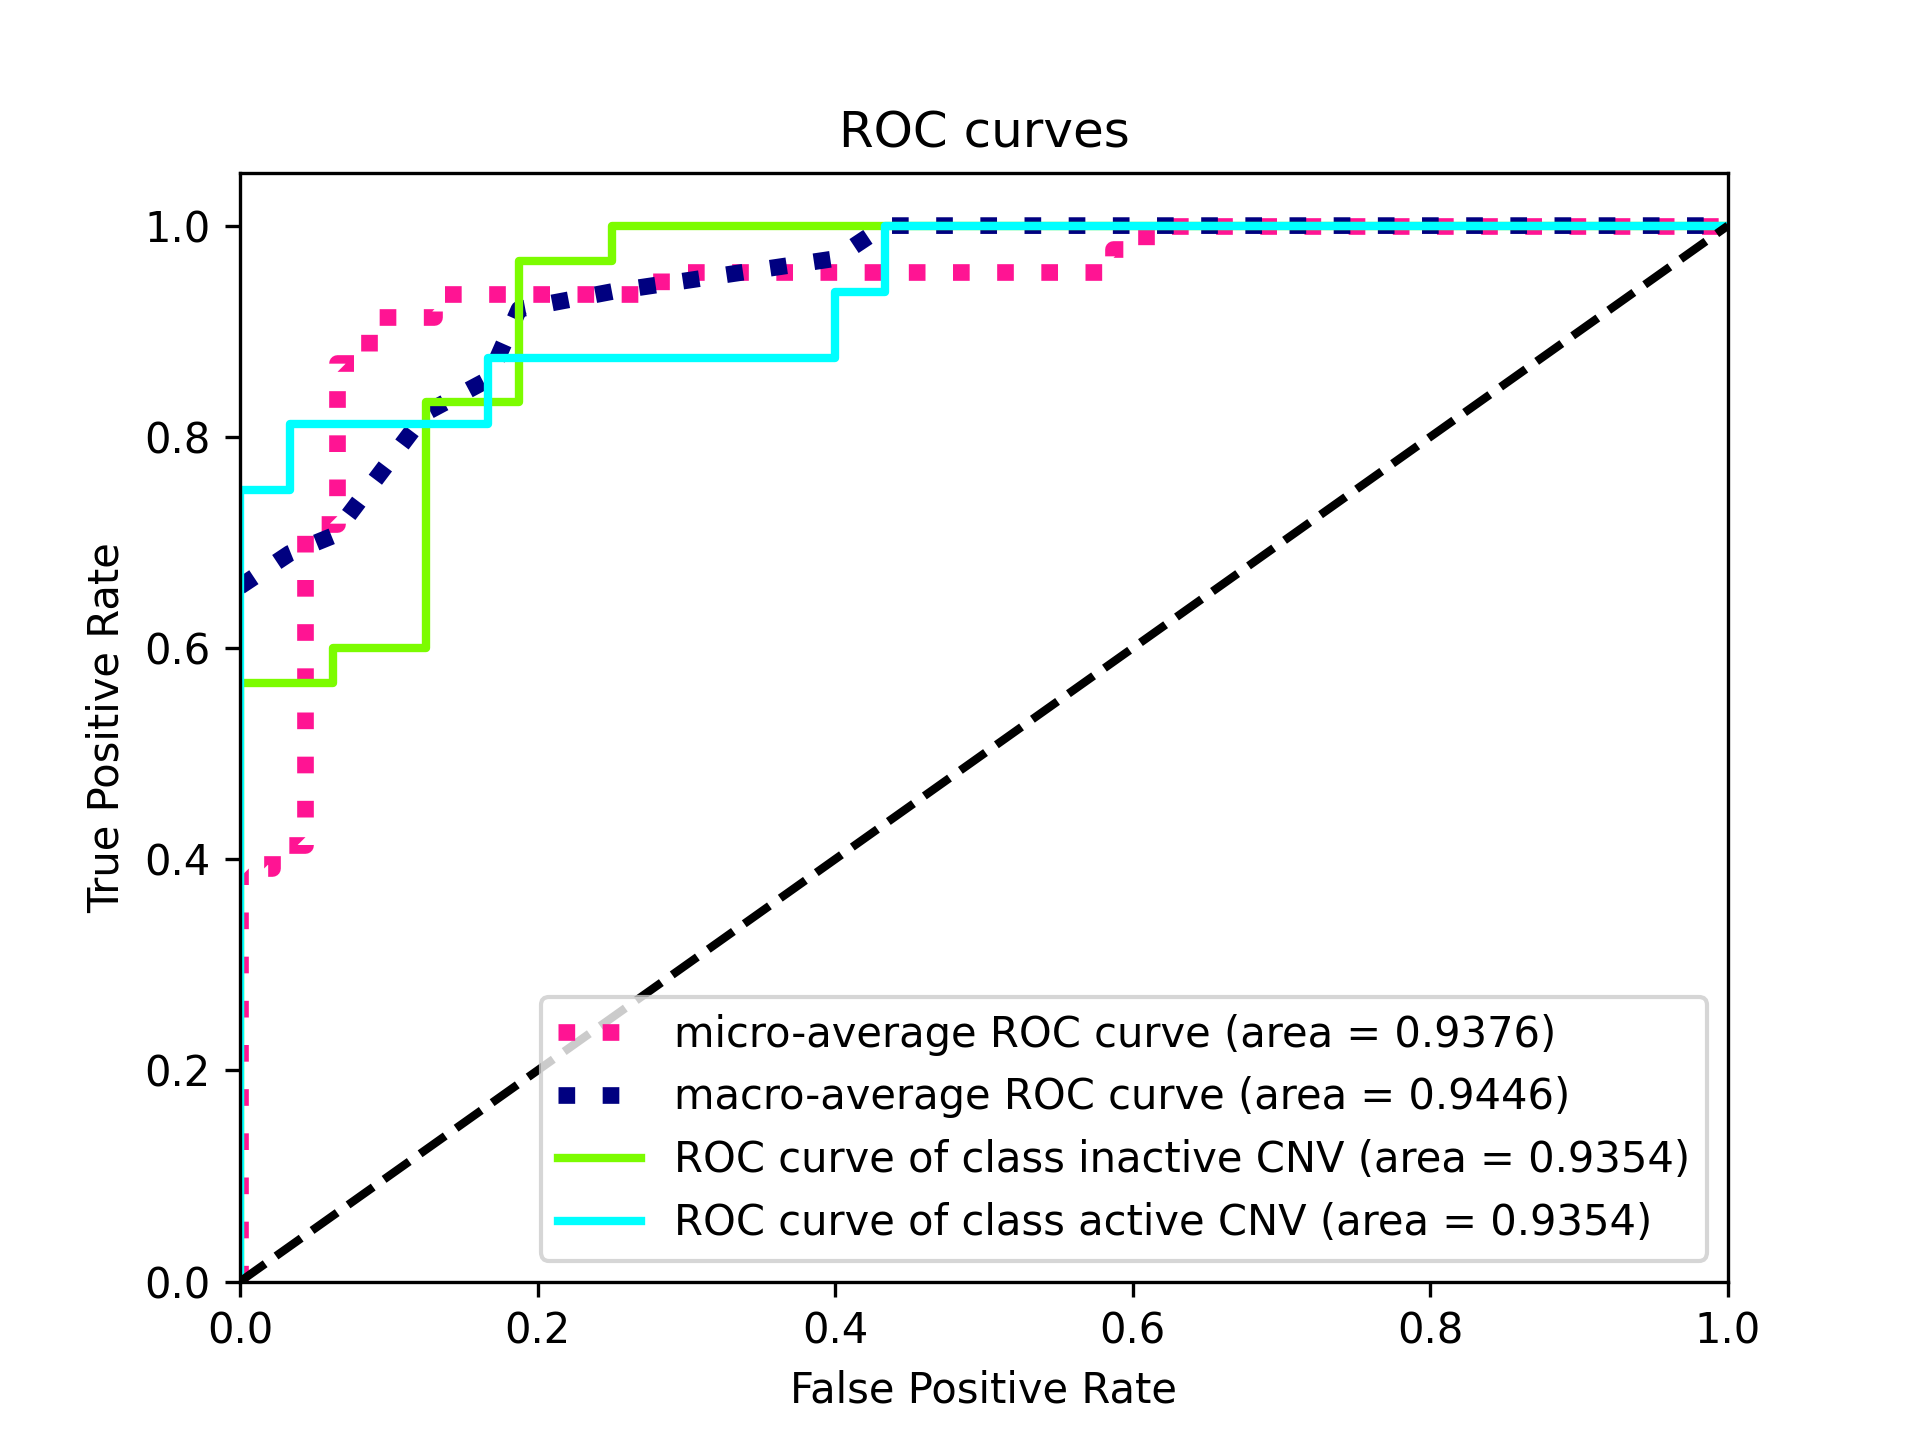 ROC curves
True Positive Rate
1.0
0.8
0.6
0.4
0.2
0.0
micro-average ROC curve (area = 0.9376)
macro-average ROC curve (area = 0.9446)
ROC curve of class inactive CNV (area = 0.9354)
ROC curve of class active CNV (area = 0.9354)
0.0 0.2 0.4 0.6 0.8 1.0
False Positive Rate